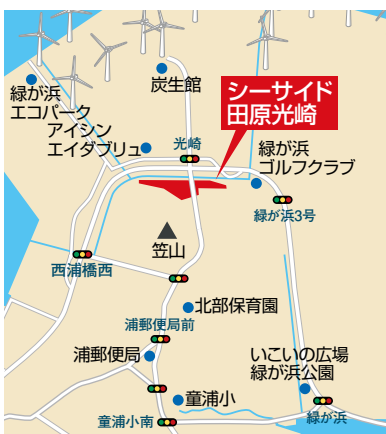 炭生館
緑が浜
エコパーク
シーサイド
田原光崎
アイシン
エイダブリュ
光崎
緑が浜
ゴルフクラブ
緑が浜3号
笠山
西浦橋西
北部保育園
浦郵便局前
浦郵便局
いこいの広場
緑が浜公園
童浦小
童浦小南
緑が浜